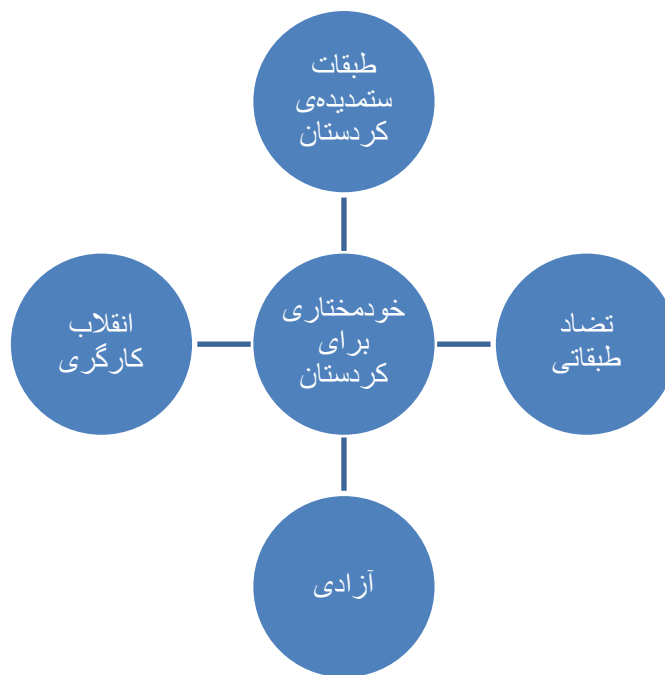 طبقات
ستمدیده‌ی
کردستان
خودمختاری
برای
کردستان
تضاد
طبقاتی
انقلاب
کارگری
آزادی